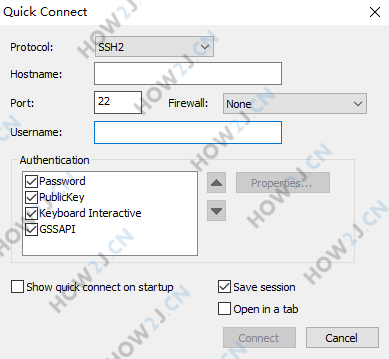 Quick Connect
Protocol: SSH2
Hostname:
Port: 22 Firewall: None
Username:
Authentication
Password
PublicKey
Properties...
Keyboard Interactive
GSSAPI
Show quick connect on startup Save session
Open in a tab
Connect Cancel
HOW2J.CN
HOW2J.CN
HOW2J.CN
HOW2J.CN
HOW2J.CN
HOW2J.CN
HOW2J.CN